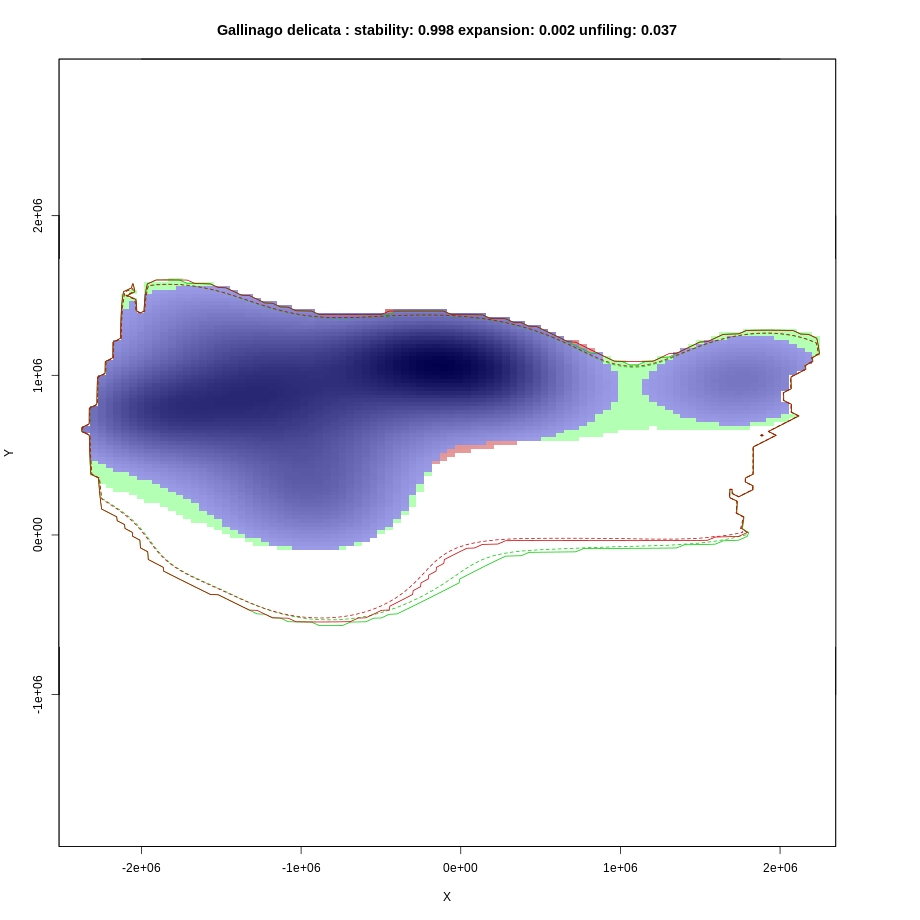 Gallinago delicata : stability: 0.998 expansion: 0.002 unfiling: 0.037
2e+06
1e+06
0e+00
-1e+06
Y
-2e+06 -1e+06 0e+00 1e+06 2e+06
X